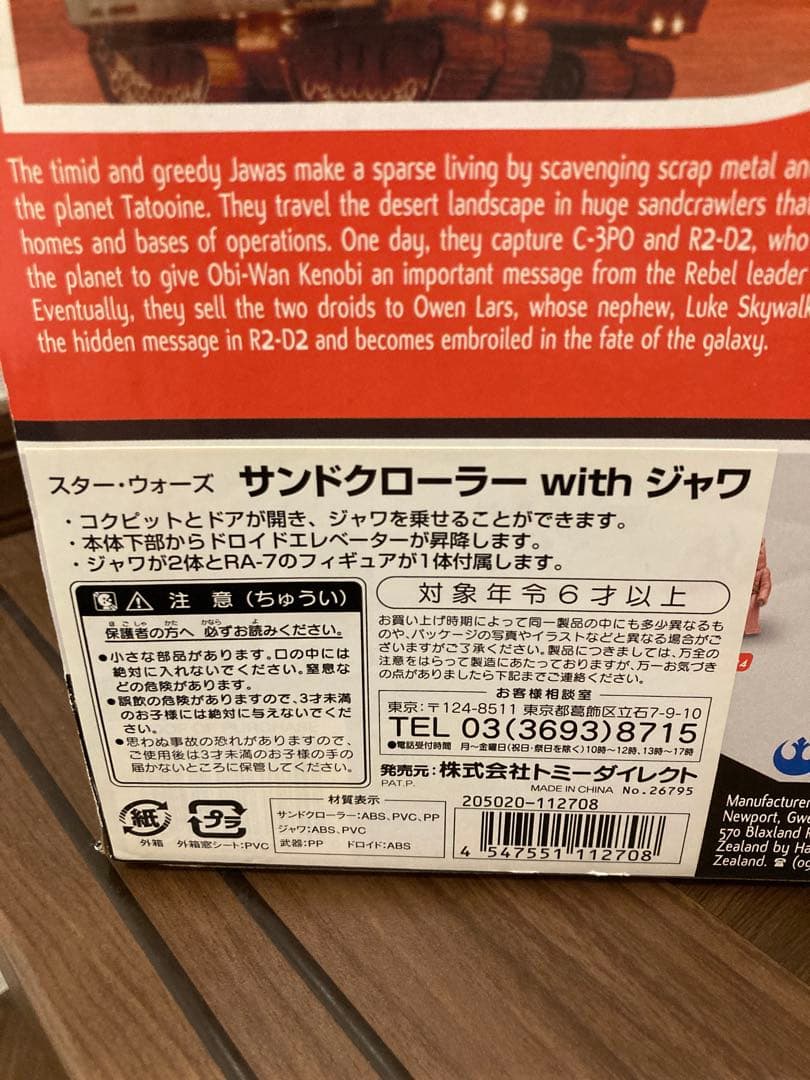 The timid and greedy Jawas make a sparse living by scavenging scrap metal an
the planet Tatooine. They travel the desert landscape in huge sandcrawlers tha
homes and bases of operations. One day, they capture C-3PO and R2-D2, who
the planet to give Obi-Wan Kenobi an important message from the Rebel leader
Eventually, they sell the two droids to Owen Lars, whose nephew, Luke Skywalk
the hidden message in R2-D2 and becomes embroiled in the fate of the galaxy.
スター・ウォーズ サンドクローラー with ジャワ
・コクピットとドアが開き、ジャワを乗せることができます。
・本体下部からドロイドエレベーターが昇降します。
・ジャワが2体とRA-7のフィギュアが1体付属します。
注 意 (ちゅうい)
保護者の方へ 必ずお読みください。
●小さな部品があります。口の中には
絶対に入れないでください。窒息な
どの危険があります。
●誤飲の危険がありますので、3才未満
のお子様には絶対に与えないでくだ
さい。
●思わぬ事故の恐れがありますので、
ご使用後は3才未満のお子様の手の
届かないところに保管してください。
対象年令6才以上
お買い上げ時期によって同一製品の中にも多少異なるも
のや、パッケージの写真やイラストなどと異なる場合がご
ざいますがご了承ください。製品につきましては、万全の
注意をはらって製造にあたっておりますが、万一お気づき
の点がありましたら下記までご連絡ください。
お客様相談室
東京:〒124-8511 東京都葛飾区立石7-9-10
TEL 03(3693)8715
●電話受付時間 月〜金曜日(祝日・祭日を除く)10時〜12時、13時〜17時
発売元:株式会社トミーダイレクト
PAT.P. MADE IN CHINA No.26795
紙
外箱
プラ
外箱窓シート:PVC
材質表示
サンドクローラー:ABS、PVC、PP
ジャワ:ABS、PVC
武器:PP ドロイド:ABS
205020-112708
4 547551 112708
4
Manufacturer
Newport, Gwe
570 Blaxland R
Zealand by Ha
Zealand. ☎ (09